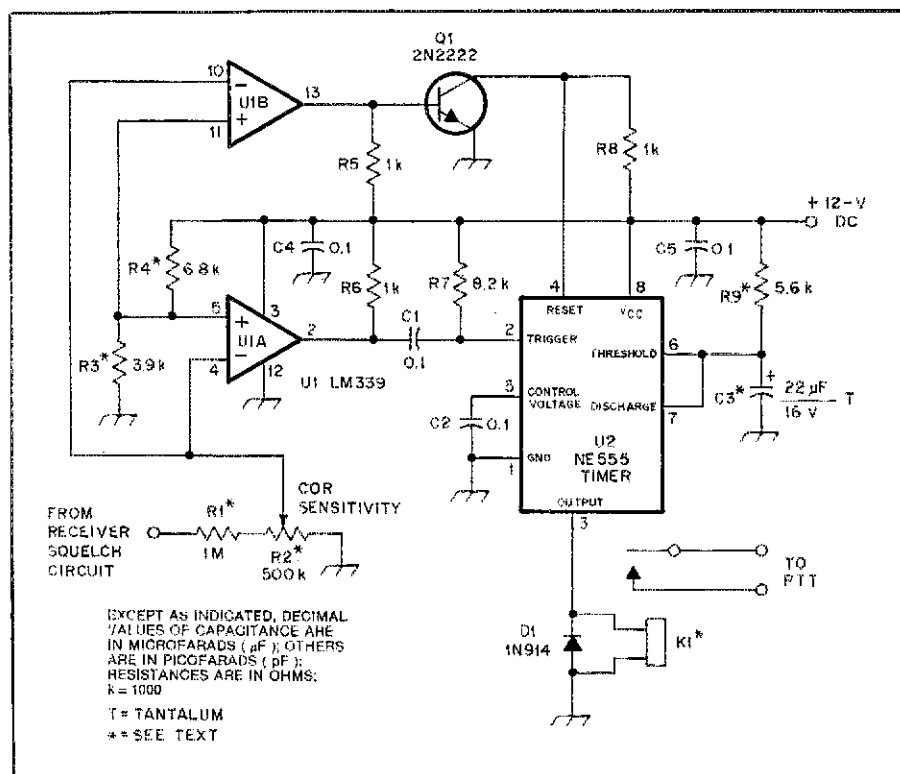 Q1
2N2222
10
U1B
13
11
R5
1k
R8
1k
+ 12-V
DC
C4
0.1
C5
0.1
R4*
6.8k
R6
1k
R7
8.2k
R9*
5.6k
4
8
RESET
VCC
5
U1A
3
2
4
12
C1
0.1
2
TRIGGER
THRESHOLD
6
R3*
3.9k
U1 LM339
5
CONTROL
VOLTAGE
DISCHARGE
7
C3*
+
22 µF
16 V
T
C2
0.1
1
GND
U2
NE555
TIMER
OUTPUT
3
COR
SENSITIVITY
FROM
RECEIVER
SQUELCH
CIRCUIT
R1*
1M
R2*
500k
TO
PTT
D1
1N914
K1*
EXCEPT AS INDICATED, DECIMAL
VALUES OF CAPACITANCE ARE
IN MICROFARADS ( µF ); OTHERS
ARE IN PICOFARADS ( pF );
RESISTANCES ARE IN OHMS;
k = 1000
T = TANTALUM
* = SEE TEXT